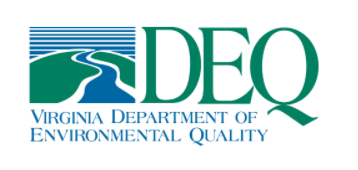 DEQ
VIRGINIA DEPARTMENT OF
ENVIRONMENTAL QUALITY